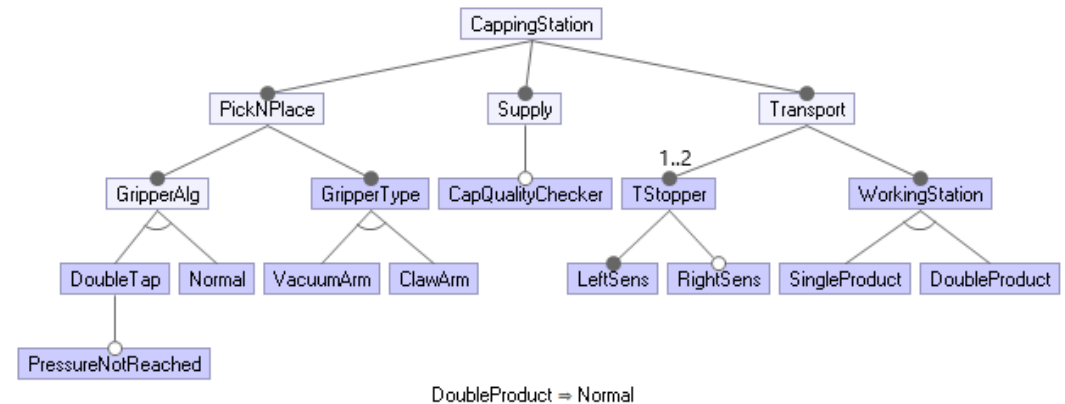 CappingStation
PickNPlace Supply Transport
1..2
GripperAlg GripperType CapQualityChecker TStopper WorkingStation
DoubleTap Normal VacuumArm ClawArm LeftSens RightSens SingleProduct DoubleProduct
PressureNotReached
DoubleProduct ⇒ Normal